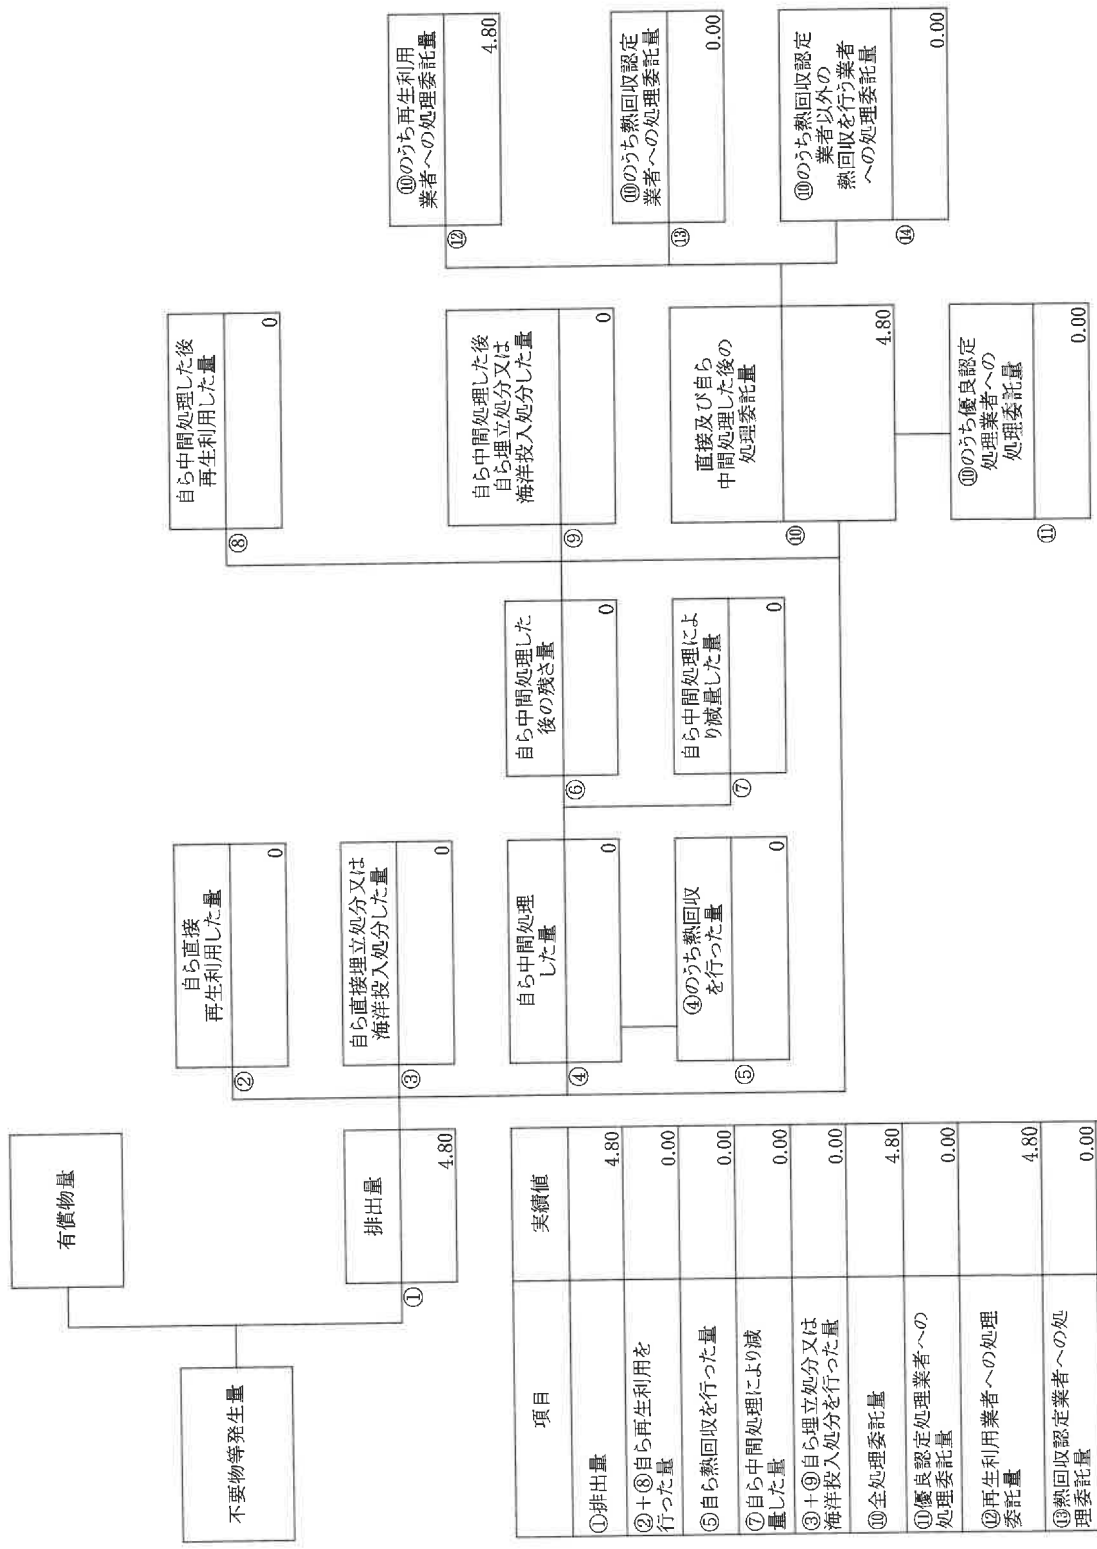 不要物等発生量
有償物量
排出量
①
4.80
自ら直接
再生利用した量
②
0
自ら直接埋立処分又は
海洋投入処分した量
③
0
自ら中間処理
した量
④
0
④のうち熱回収
を行った量
⑤
0
自ら中間処理した
後の残さ量
⑥
0
自ら中間処理によ
り減量した量
⑦
0
自ら中間処理した後
再生利用した量
⑧
0
自ら中間処理した後
自ら埋立処分又は
海洋投入処分した量
⑨
0
直接及び自ら
中間処理した後の
処理委託量
⑩
4.80
⑩のうち優良認定
処理業者への
処理委託量
⑪
0.00
⑩のうち再生利用
業者への処理委託量
⑫
4.80
⑩のうち熱回収認定
業者への処理委託量
⑬
0.00
⑩のうち熱回収認定
業者以外の
熱回収を行う業者
への処理委託量
⑭
0.00
項目 実績値
①排出量 4.80
②+⑧自ら再生利用を
行った量 0.00
⑤自ら熱回収を行った量 0.00
⑦自ら中間処理により減
量した量 0.00
③+⑨自ら埋立処分又は
海洋投入処分を行った量 0.00
⑩全処理委託量 4.80
⑪優良認定処理業者への
処理委託量 0.00
⑫再生利用業者への処理
委託量 4.80
⑬熱回収認定業者への処
理委託量 0.00